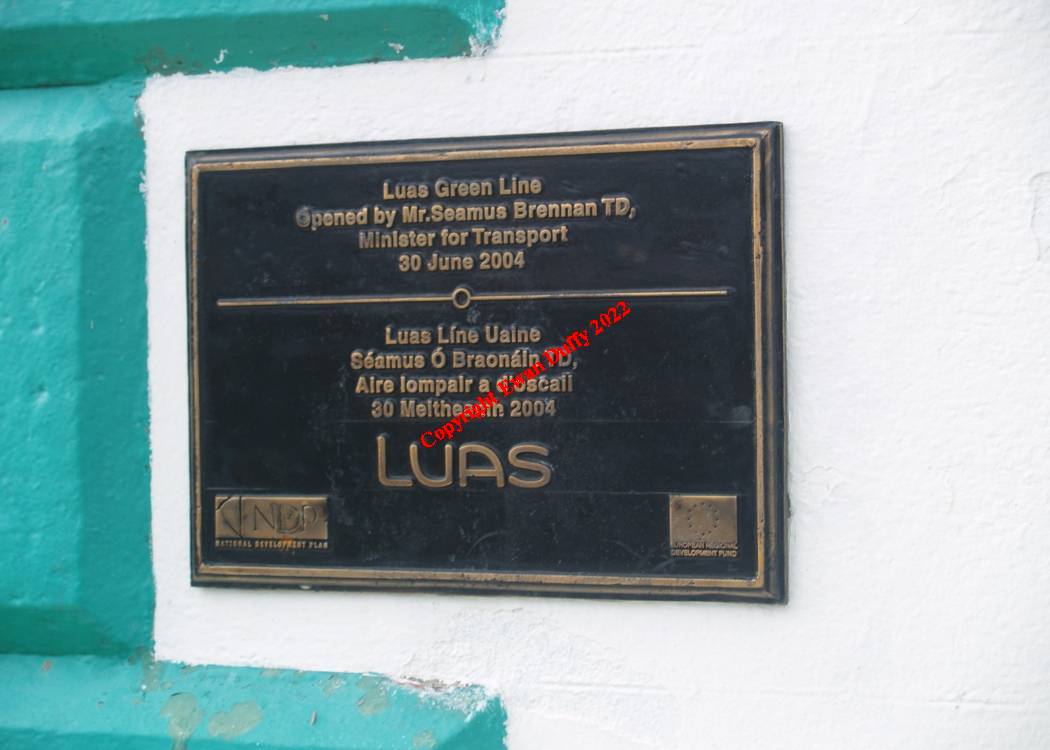 Luas Green Line
Opened by Mr.Seamus Brennan TD,
Minister for Transport
30 June 2004
Luas Líne Uaine
Séamus Ó Braonáin TD,
Aire Iompair a d'oscail
30 Meitheamh 2004
LUAS
NDP
NATIONAL DEVELOPMENT PLAN
EUROPEAN REGIONAL
DEVELOPMENT FUND
Copyright Ewan Duffy 2022